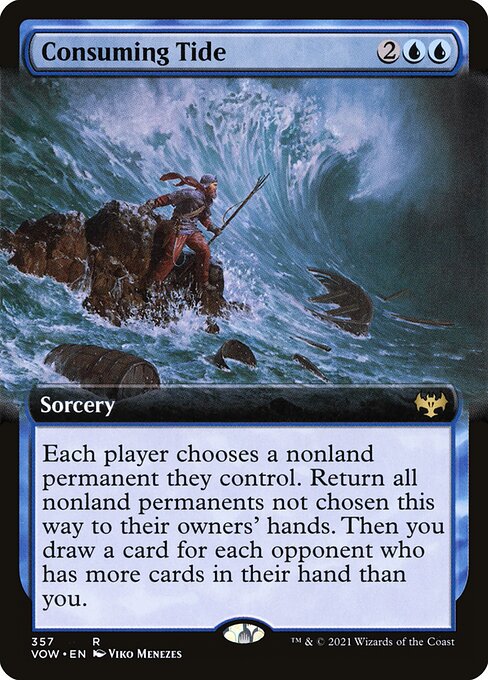 Consuming Tide 2
Sorcery
Each player chooses a nonland
permanent they control. Return all
nonland permanents not chosen this
way to their owners' hands. Then you
draw a card for each opponent who
has more cards in their hand than
you.
357 R
VOW • EN Viko Menezes
™ & © 2021 Wizards of the Coast